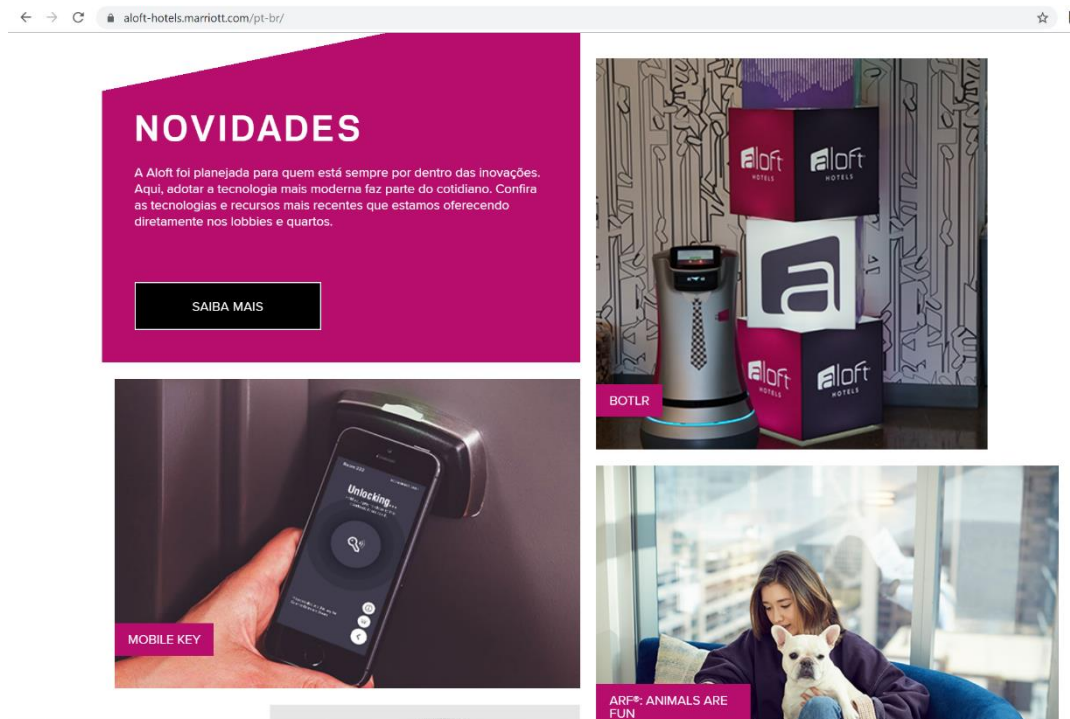 aloft-hotels.marriott.com/pt-br/
NOVIDADES
A Aloft foi planejada para quem está sempre por dentro das inovações.
Aqui, adotar a tecnologia mais moderna faz parte do cotidiano. Confira
as tecnologias e recursos mais recentes que estamos oferecendo
diretamente nos lobbies e quartos.
SAIBA MAIS
aloft
HOTELS
aloft
HOTELS
a
aloft
HOTELS
aloft
HOTELS
BOTLR
Unlocking...
MOBILE KEY
ARF®: ANIMALS ARE
FUN